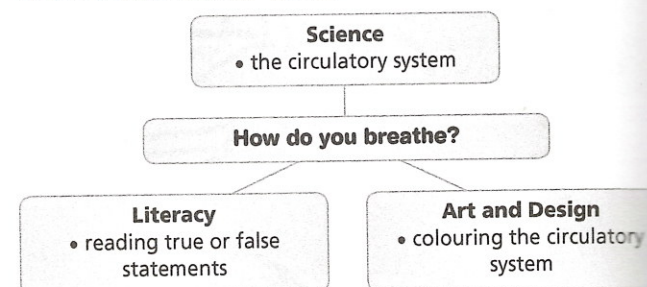 Science
• the circulatory system
How do you breathe?
Literacy
• reading true or false
statements
Art and Design
• colouring the circulatory
system